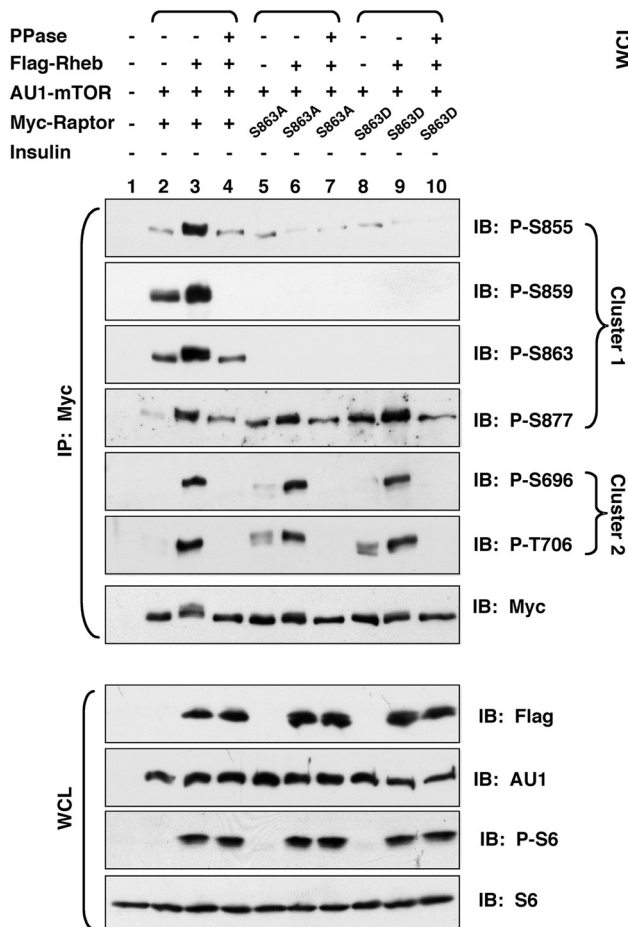 PPase - - - + - - + - - +
Flag-Rheb - - + + - + + - + +
AU1-mTOR - + + + + + + + + +
Myc-Raptor - + + + S863A S863A S863A S863D S863D S863D
Insulin - - - - - - - - - -
1 2 3 4 5 6 7 8 9 10
IP: Myc
IB: P-S855
IB: P-S859
IB: P-S863
IB: P-S877
Cluster 1
IB: P-S696
IB: P-T706
Cluster 2
IB: Myc
WCL
IB: Flag
IB: AU1
IB: P-S6
IB: S6
WCL